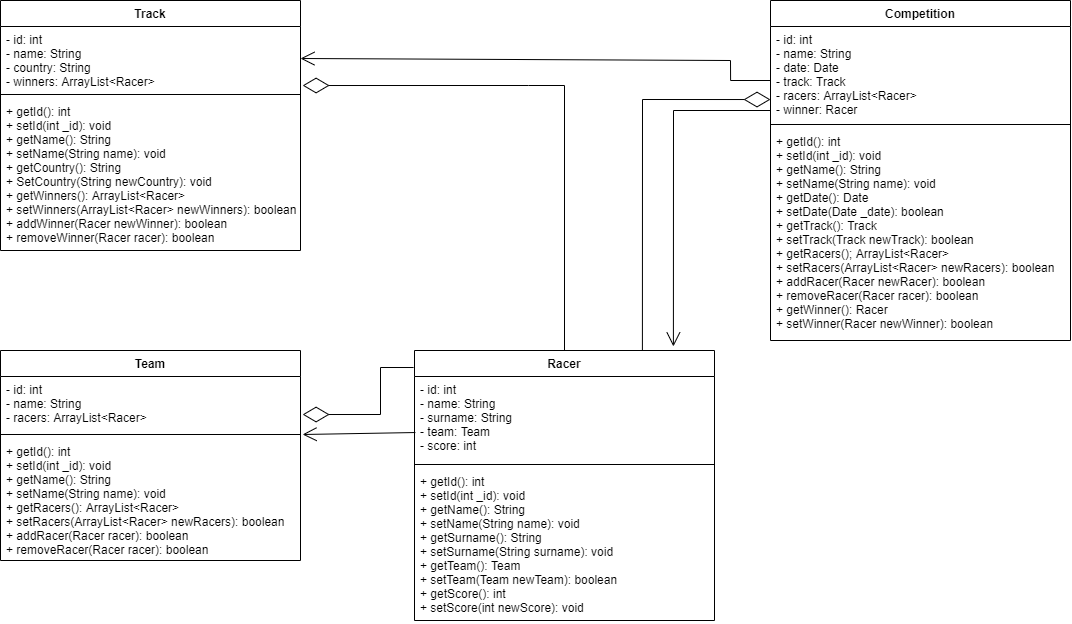 Track
- id: int
- name: String
- country: String
- winners: ArrayList<Racer>
+ getId(): int
+ setId(int _id): void
+ getName(): String
+ setName(String name): void
+ getCountry(): String
+ SetCountry(String newCountry): void
+ getWinners(): ArrayList<Racer>
+ setWinners(ArrayList<Racer> newWinners): boolean
+ addWinner(Racer newWinner): boolean
+ removeWinner(Racer racer): boolean
Competition
- id: int
- name: String
- date: Date
- track: Track
- racers: ArrayList<Racer>
- winner: Racer
+ getId(): int
+ setId(int _id): void
+ getName(): String
+ setName(String name): void
+ getDate(): Date
+ setDate(Date _date): boolean
+ getTrack(): Track
+ setTrack(Track newTrack): boolean
+ getRacers(); ArrayList<Racer>
+ setRacers(ArrayList<Racer> newRacers): boolean
+ addRacer(Racer newRacer): boolean
+ removeRacer(Racer racer): boolean
+ getWinner(): Racer
+ setWinner(Racer newWinner): boolean
Team
- id: int
- name: String
- racers: ArrayList<Racer>
+ getId(): int
+ setId(int _id): void
+ getName(): String
+ setName(String name): void
+ getRacers(): ArrayList<Racer>
+ setRacers(ArrayList<Racer> newRacers): boolean
+ addRacer(Racer racer): boolean
+ removeRacer(Racer racer): boolean
Racer
- id: int
- name: String
- surname: String
- team: Team
- score: int
+ getId(): int
+ setId(int _id): void
+ getName(): String
+ setName(String name): void
+ getSurname(): String
+ setSurname(String surname): void
+ getTeam(): Team
+ setTeam(Team newTeam): boolean
+ getScore(): int
+ setScore(int newScore): void